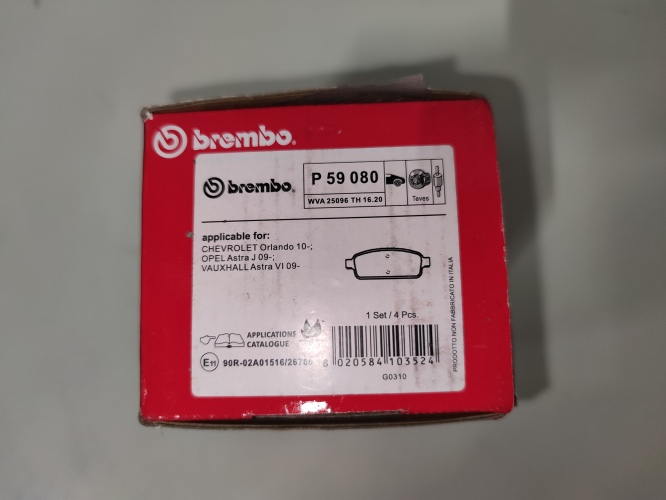 brembo.
brembo.
P 59 080
WVA 25096 TH 16.20
Teves
applicable for:
CHEVROLET Orlando 10-;
OPEL Astra J 09-;
VAUXHALL Astra VI 09-
1 Set / 4 Pcs.
APPLICATIONS
CATALOGUE
E11 90R-02A01516/26786
8 020584 103524
G0310
PRODOTTO NON FABBRICATO IN ITALIA